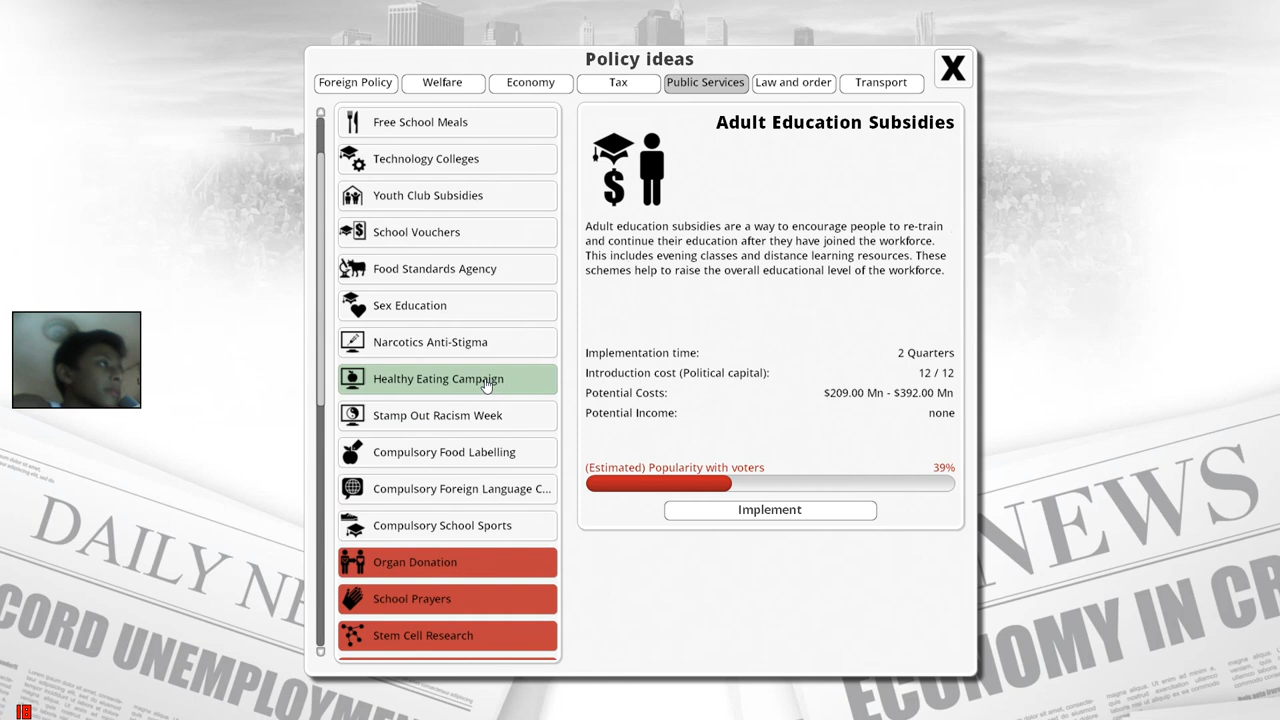 Policy ideas
X
Foreign Policy
Welfare
Economy
Tax
Public Services
Law and order
Transport
Free School Meals
Technology Colleges
Youth Club Subsidies
School Vouchers
Food Standards Agency
Sex Education
Narcotics Anti-Stigma
Healthy Eating Campaign
Stamp Out Racism Week
Compulsory Food Labelling
Compulsory Foreign Language C...
Compulsory School Sports
Organ Donation
School Prayers
Stem Cell Research
Adult Education Subsidies
Adult education subsidies are a way to encourage people to re-train
and continue their education after they have joined the workforce.
This includes evening classes and distance learning resources. These
schemes help to raise the overall educational level of the workforce.
Implementation time: 2 Quarters
Introduction cost (Political capital): 12 / 12
Potential Costs: $209.00 Mn - $392.00 Mn
Potential Income: none
(Estimated) Popularity with voters 39%
Implement
DAILY NE
CORD UNEMPLOYM
NEWS
ECONOMY IN CR
18